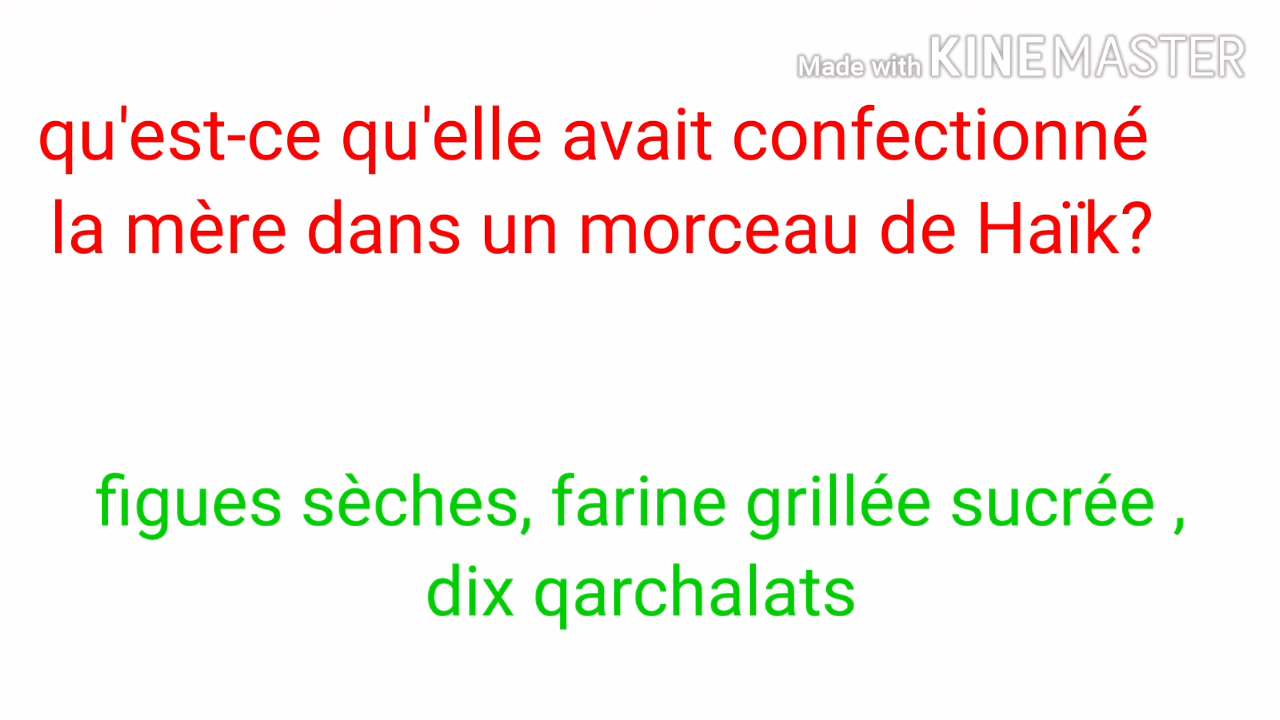 Made with KINEMASTER
qu'est-ce qu'elle avait confectionné
la mère dans un morceau de Haïk?
figues sèches, farine grillée sucrée ,
dix qarchalats